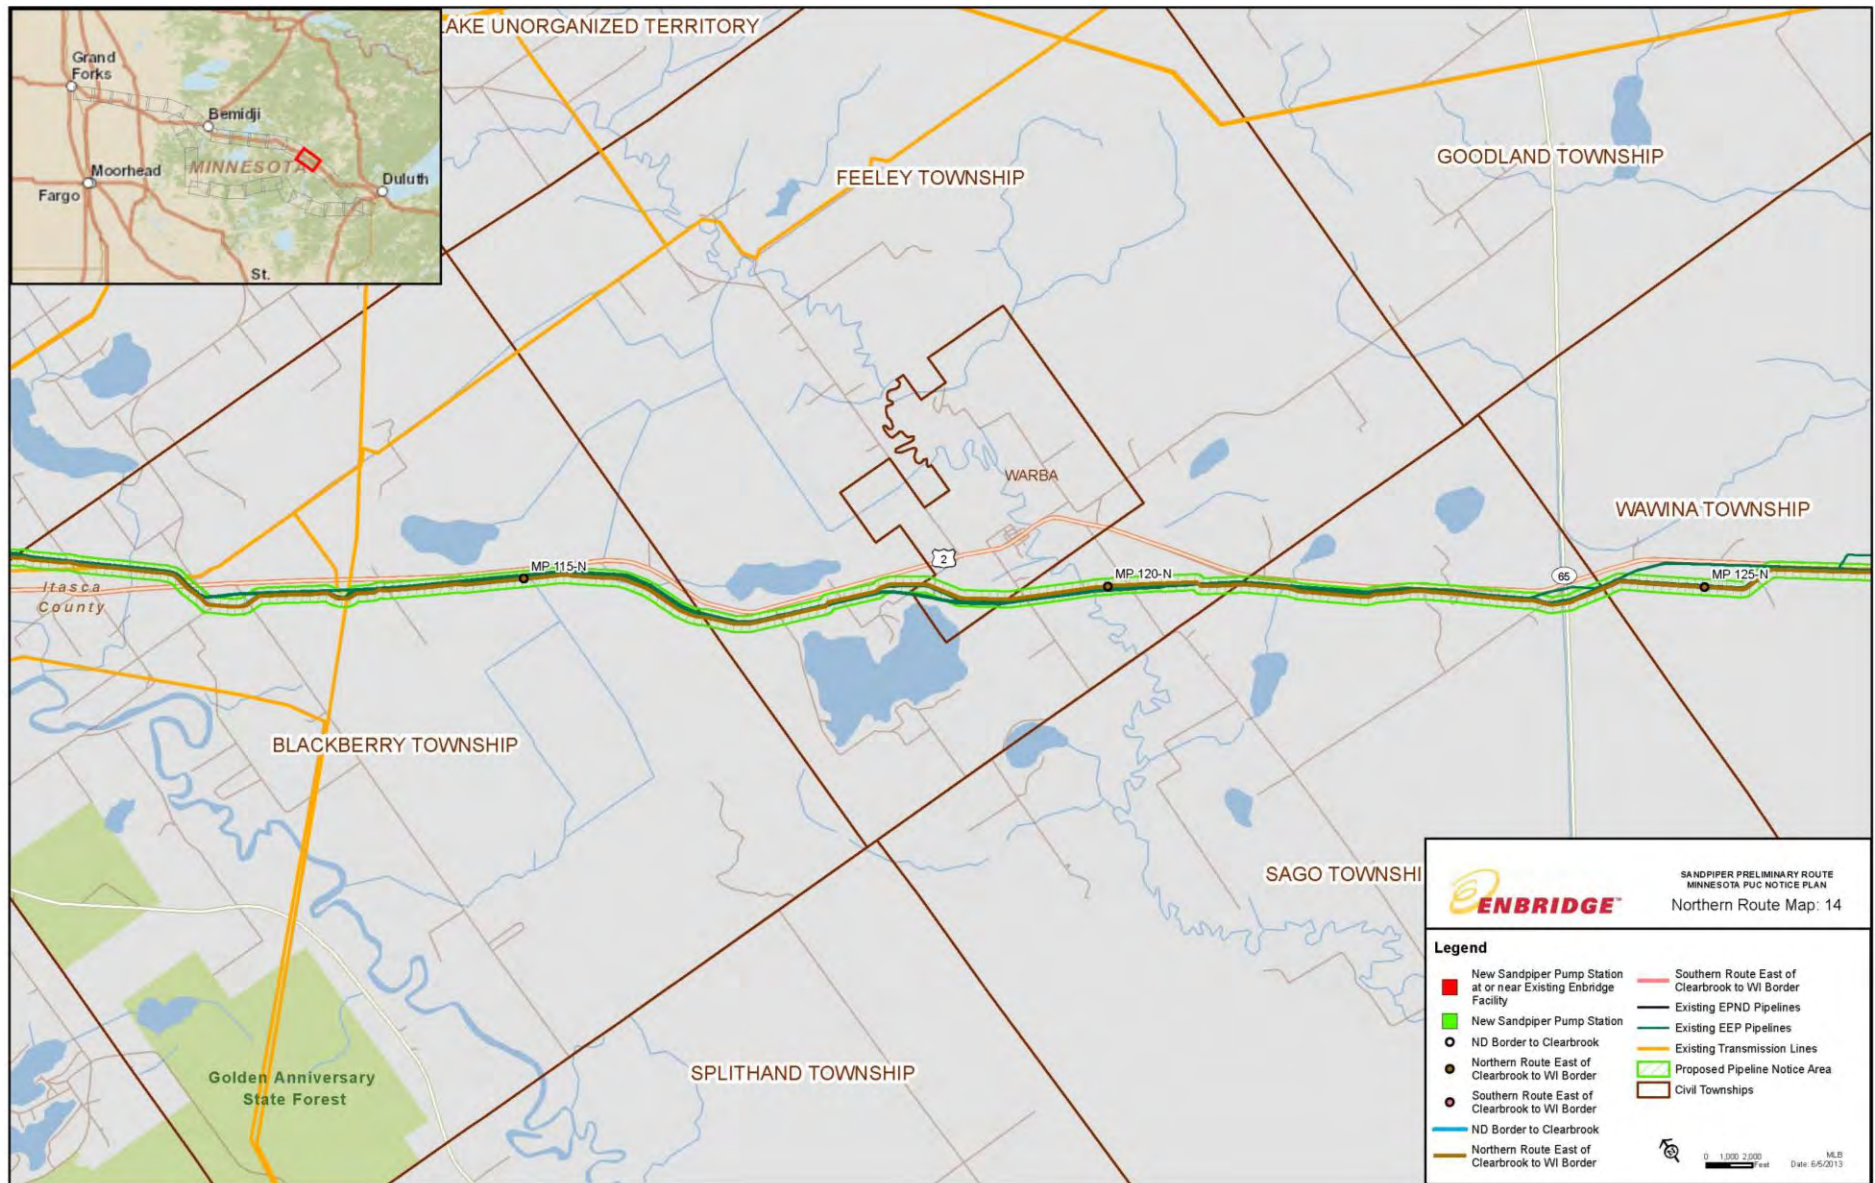 LAKE UNORGANIZED TERRITORY
Grand
Forks
Bemidji
MINNESOTA
Moorhead
Fargo
Duluth
St.
GOODLAND TOWNSHIP
FEELEY TOWNSHIP
WARBA
WAWINA TOWNSHIP
2
MP 115-N
MP 120-N
65
MP 125-N
Itasca
County
BLACKBERRY TOWNSHIP
SAGO TOWNSHI
SPLITHAND TOWNSHIP
Golden Anniversary
State Forest
ENBRIDGE™
SANDPIPER PRELIMINARY ROUTE
MINNESOTA PUC NOTICE PLAN
Northern Route Map: 14
Legend
New Sandpiper Pump Station
at or near Existing Enbridge
Facility
New Sandpiper Pump Station
ND Border to Clearbrook
Northern Route East of
Clearbrook to WI Border
Southern Route East of
Clearbrook to WI Border
ND Border to Clearbrook
Northern Route East of
Clearbrook to WI Border
Southern Route East of
Clearbrook to WI Border
Existing EPND Pipelines
Existing EEP Pipelines
Existing Transmission Lines
Proposed Pipeline Notice Area
Civil Townships
0 1,000 2,000
Feet
MLB
Date: 6/5/2013